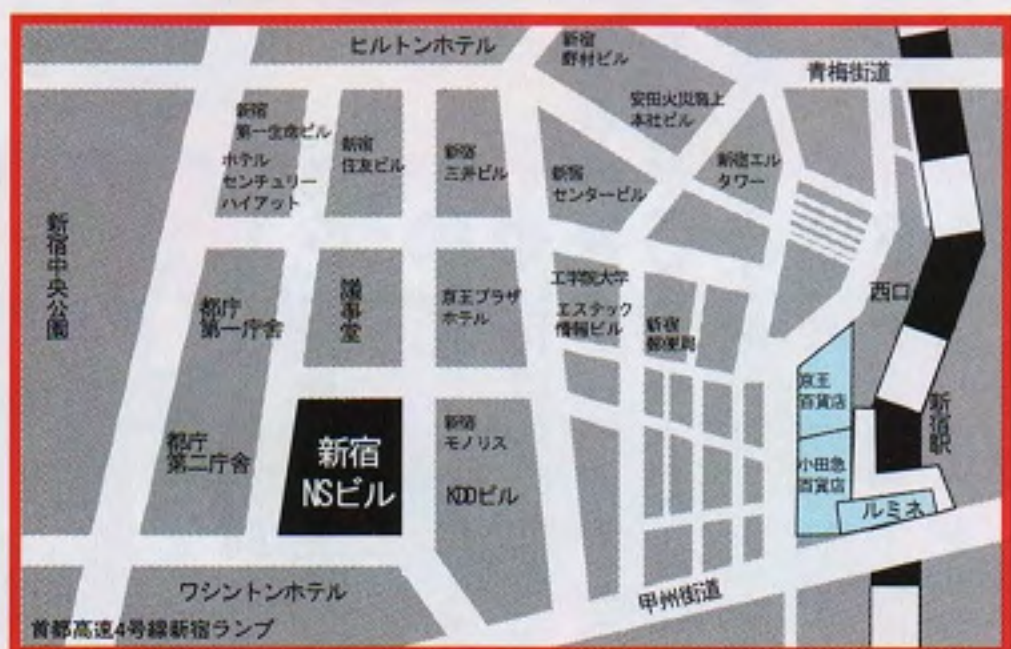 ヒルトンホテル
新宿
野村ビル
青梅街道
安田火災海上
本社ビル
新宿
第一生命ビル
ホテル
センチュリー
ハイアット
新宿
住友ビル
新宿
三井ビル
新宿
センタービル
新宿エル
タワー
新宿中央公園
都庁
第一庁舎
議事堂
京王プラザ
ホテル
工学院大学
エステック
情報ビル
新宿
郵便局
西口
京王
百貨店
新宿駅
都庁
第二庁舎
新宿
NSビル
新宿
モノリス
KDDビル
小田急
百貨店
ルミネ
ワシントンホテル
甲州街道
首都高速4号線新宿ランプ